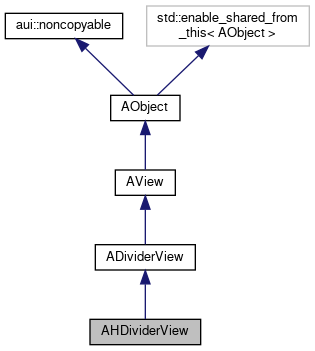 aui::noncopyable
std::enable_shared_from
_this< AObject >
AObject
AView
ADividerView
AHDividerView